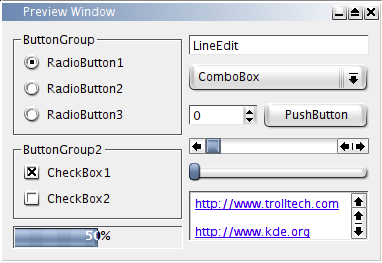 Preview Window
ButtonGroup
RadioButton1
RadioButton2
RadioButton3
ButtonGroup2
CheckBox1
CheckBox2
50%
LineEdit
ComboBox
0
PushButton
http://www.trolltech.com
http://www.kde.org